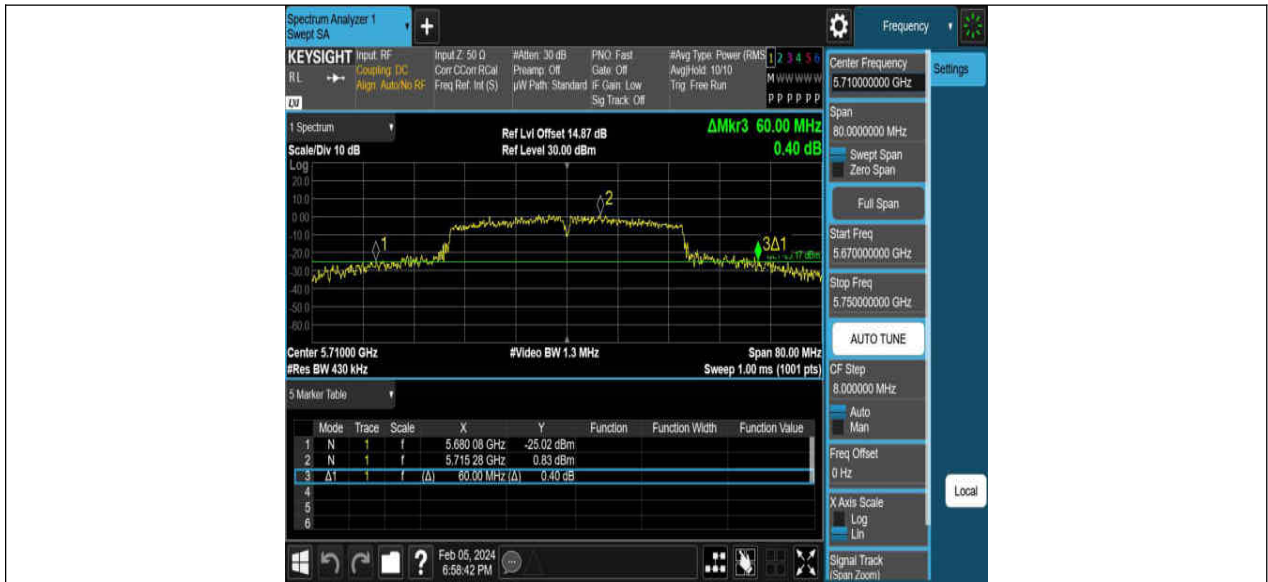 Spectrum Analyzer 1
Swept SA
+
Frequency
KEYSIGHT
RL
Input: RF
Coupling: DC
Align: Auto/No RF
Input Z: 50 Ω
Corr CCorr RCal
Freq Ref: Int (S)
#Atten: 30 dB
Preamp: Off
µW Path: Standard
PNO: Fast
Gate: Off
IF Gain: Low
Sig Track: Off
#Avg Type: Power (RMS
Avg|Hold: 10/10
Trig: Free Run
1 2 3 4 5 6
M W W W W W
P P P P P P
1 Spectrum
Scale/Div 10 dB
Ref Lvl Offset 14.87 dB
Ref Level 30.00 dBm
ΔMkr3 60.00 MHz
0.40 dB
Log
20.0
10.0
0.00
-10.0
-20.0
-30.0
-40.0
-50.0
-60.0
1
2
3Δ1
Center 5.71000 GHz
#Video BW 1.3 MHz
Span 80.00 MHz
#Res BW 430 kHz
Sweep 1.00 ms (1001 pts)
5 Marker Table
Mode Trace Scale X Y Function Function Width Function Value
1 N 1 f 5.680 08 GHz -25.02 dBm
2 N 1 f 5.715 28 GHz 0.83 dBm
3 Δ1 1 f (Δ) 60.00 MHz (Δ) 0.40 dB
4
5
6
?
Feb 05, 2024
6:58:42 PM
Center Frequency
5.710000000 GHz
Settings
Span
80.0000000 MHz
Swept Span
Zero Span
Full Span
Start Freq
5.670000000 GHz
Stop Freq
5.750000000 GHz
AUTO TUNE
CF Step
8.000000 MHz
Auto
Man
Freq Offset
0 Hz
X Axis Scale
Log
Lin
Local
Signal Track
(Span Zoom)